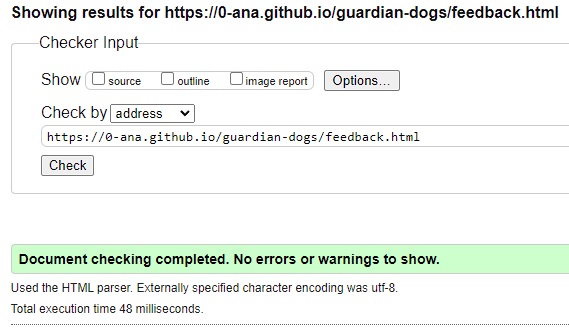 Showing results for https://0-ana.github.io/guardian-dogs/feedback.html
Checker Input
Show source outline image report Options...
Check by address
https://0-ana.github.io/guardian-dogs/feedback.html
Check
Document checking completed. No errors or warnings to show.
Used the HTML parser. Externally specified character encoding was utf-8.
Total execution time 48 milliseconds.